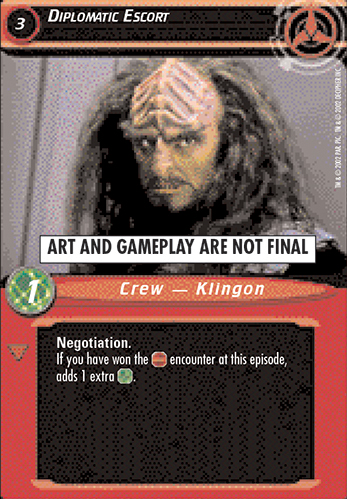 3
DIPLOMATIC ESCORT
TM & © 2002 PAR. PIC. TM & © 2002 DECIPHER INC.
ART AND GAMEPLAY ARE NOT FINAL
1
Crew — Klingon
Negotiation.
If you have won the encounter at this episode,
adds 1 extra .